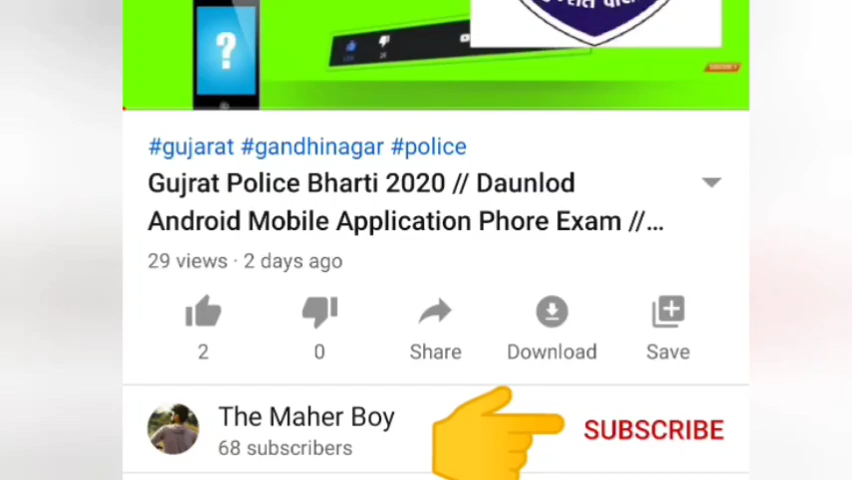 ?
#gujarat #gandhinagar #police
Gujrat Police Bharti 2020 // Daunlod
Android Mobile Application Phore Exam //...
29 views · 2 days ago
2
0
Share
Download
Save
The Maher Boy
68 subscribers
SUBSCRIBE